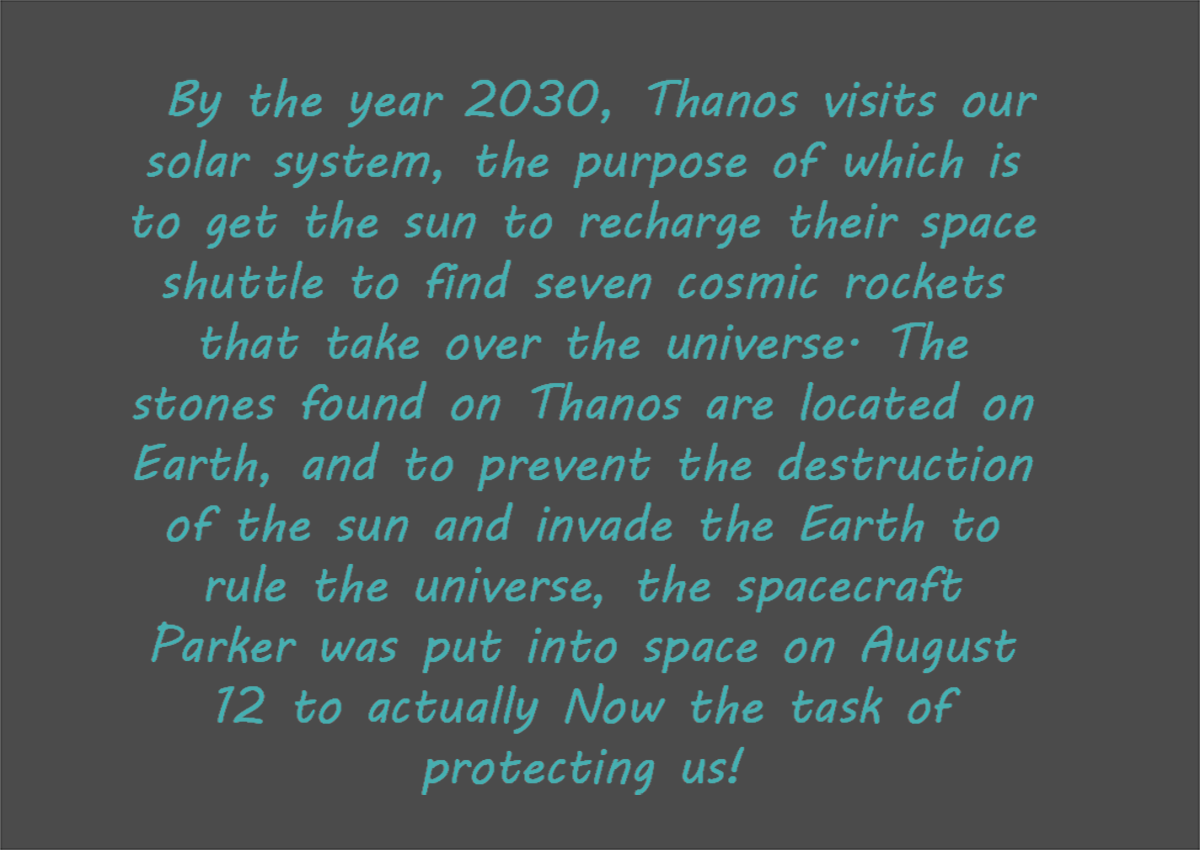 By the year 2030, Thanos visits our
solar system, the purpose of which is
to get the sun to recharge their space
shuttle to find seven cosmic rockets
that take over the universe. The
stones found on Thanos are located on
Earth, and to prevent the destruction
of the sun and invade the Earth to
rule the universe, the spacecraft
Parker was put into space on August
12 to actually Now the task of
protecting us!